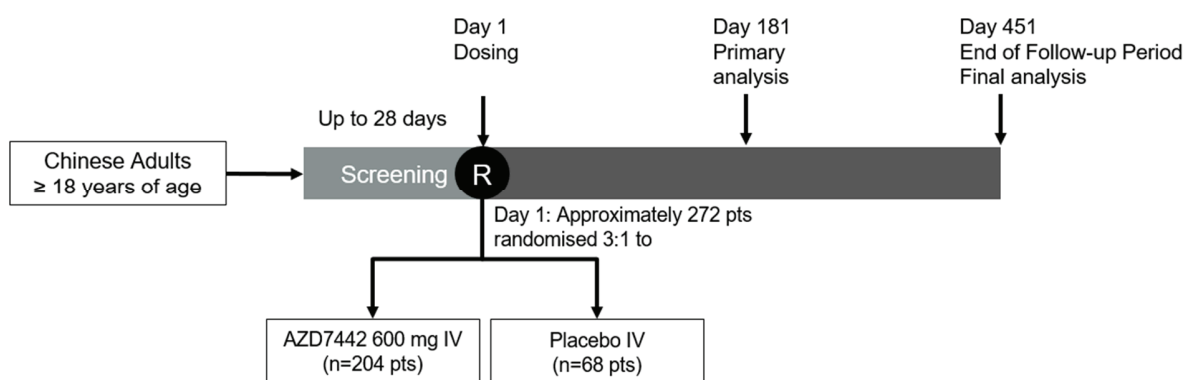 Day 1
Dosing
Day 181
Primary
analysis
Day 451
End of Follow-up Period
Final analysis
Up to 28 days
Chinese Adults
≥ 18 years of age
Screening
R
Day 1: Approximately 272 pts
randomised 3:1 to
AZD7442 600 mg IV
(n=204 pts)
Placebo IV
(n=68 pts)